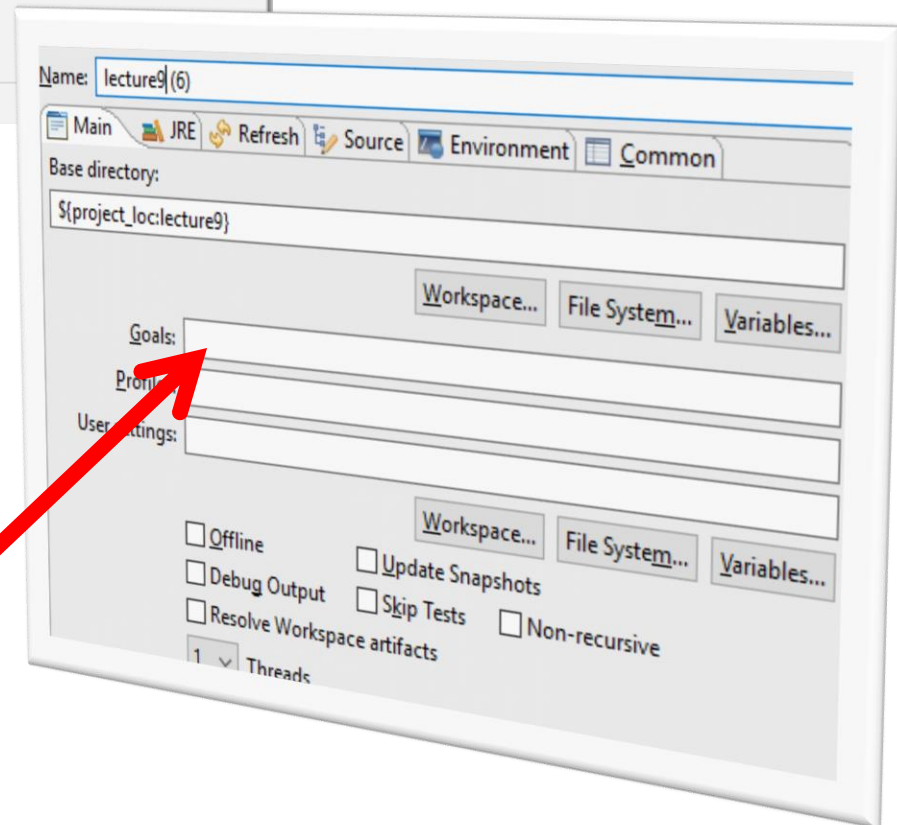 Name: lecture9 (6)
Main JRE Refresh Source Environment Common
Base directory:
${project_loc:lecture9}
Workspace... File System... Variables...
Goals:
Profiles:
User settings:
Workspace... File System... Variables...
Offline Update Snapshots
Debug Output Skip Tests Non-recursive
Resolve Workspace artifacts
1 Threads